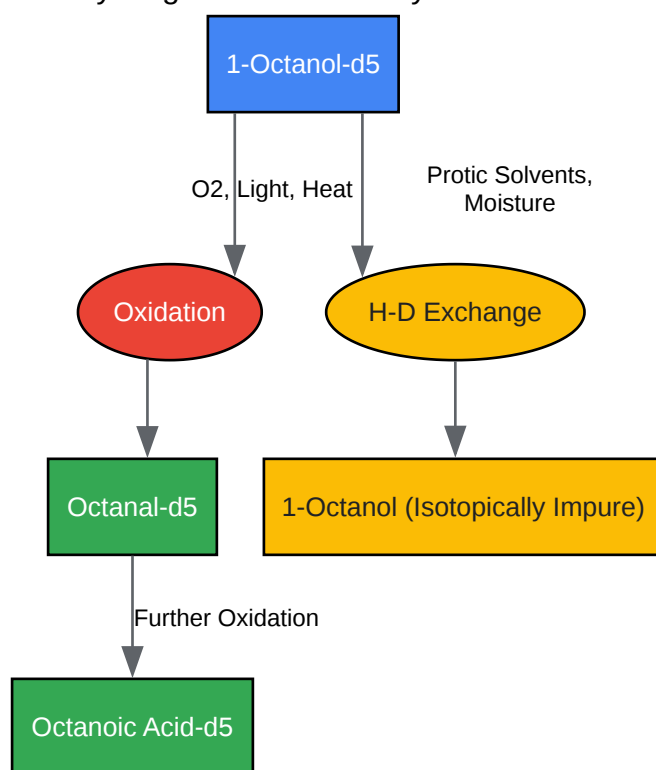 1-Octanol-d5
O2, Light, Heat
Protic Solvents,
Moisture
Oxidation
H-D Exchange
Octanal-d5
1-Octanol (Isotopically Impure)
Further Oxidation
Octanoic Acid-d5